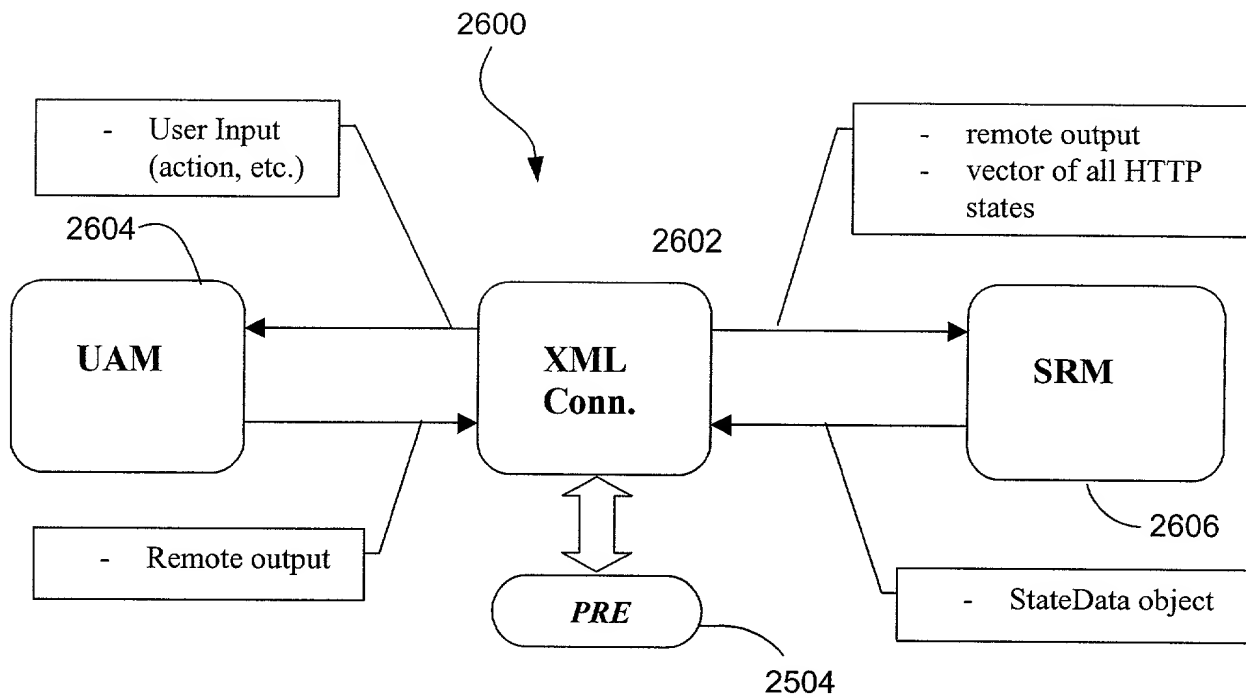 2600
- User Input
(action, etc.)
- remote output
- vector of all HTTP
states
2604
2602
UAM
XML
Conn.
SRM
2606
- Remote output
PRE
- StateData object
2504